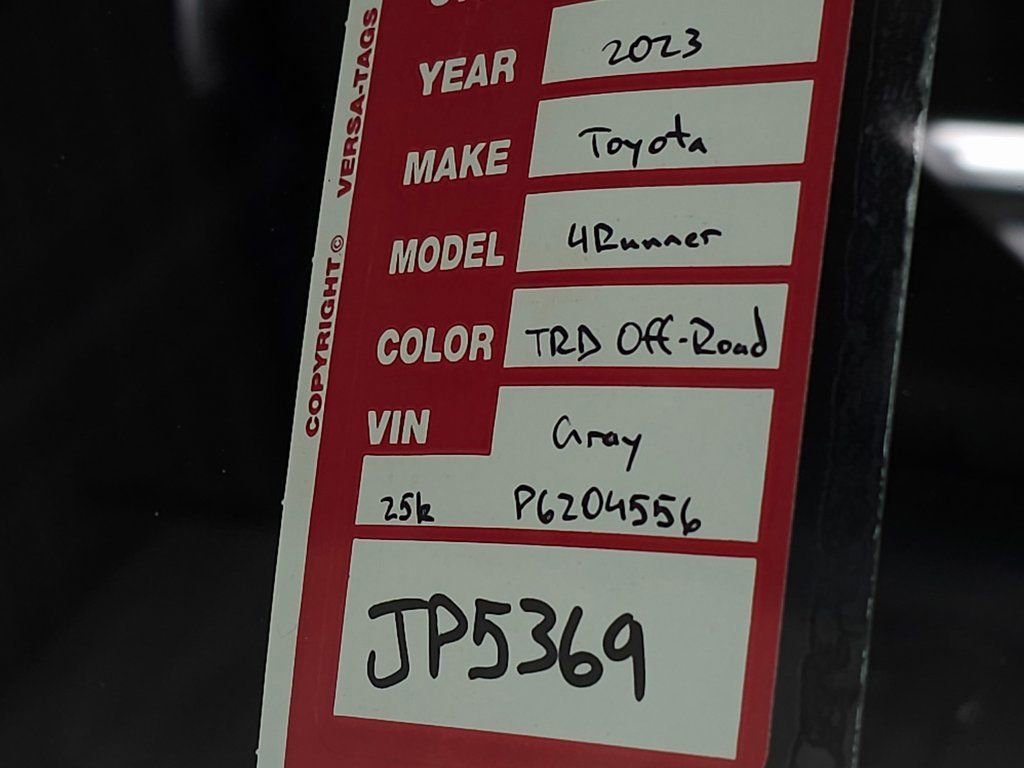 YEAR 2023
MAKE Toyota
MODEL 4Runner
COLOR TRD Off-Road
VIN Gray
25k P6204556
JP5369
COPYRIGHT © VERSA-TAGS